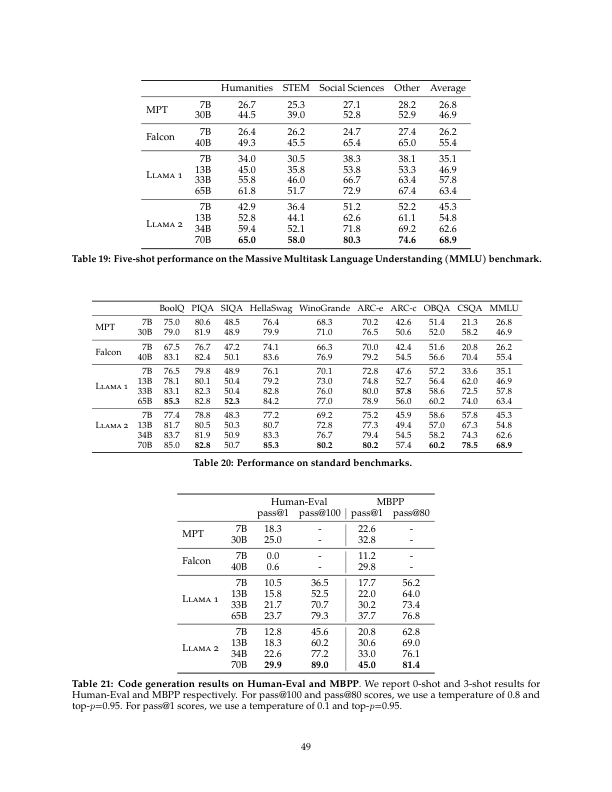 Humanities STEM Social Sciences Other Average
MPT 7B 26.7 25.3 27.1 28.2 26.8
30B 44.5 39.0 52.8 52.9 46.9
Falcon 7B 26.4 26.2 24.7 27.4 26.2
40B 49.3 45.5 65.4 65.0 55.4
LLAMA 1 7B 34.0 30.5 38.3 38.1 35.1
13B 45.0 35.8 53.8 53.3 46.9
33B 55.8 46.0 66.7 63.4 57.8
65B 61.8 51.7 72.9 67.4 63.4
LLAMA 2 7B 42.9 36.4 51.2 52.2 45.3
13B 52.8 44.1 62.6 61.1 54.8
34B 59.4 52.1 71.8 69.2 62.6
70B 65.0 58.0 80.3 74.6 68.9
Table 19: Five-shot performance on the Massive Multitask Language Understanding (MMLU) benchmark.
BoolQ PIQA SIQA HellaSwag WinoGrande ARC-e ARC-c OBQA CSQA MMLU
MPT 7B 75.0 80.6 48.5 76.4 68.3 70.2 42.6 51.4 21.3 26.8
30B 79.0 81.9 48.9 79.9 71.0 76.5 50.6 52.0 58.2 46.9
Falcon 7B 67.5 76.7 47.2 74.1 66.3 70.0 42.4 51.6 20.8 26.2
40B 83.1 82.4 50.1 83.6 76.9 79.2 54.5 56.6 70.4 55.4
LLAMA 1 7B 76.5 79.8 48.9 76.1 70.1 72.8 47.6 57.2 33.6 35.1
13B 78.1 80.1 50.4 79.2 73.0 74.8 52.7 56.4 62.0 46.9
33B 83.1 82.3 50.4 82.8 76.0 80.0 57.8 58.6 72.5 57.8
65B 85.3 82.8 52.3 84.2 77.0 78.9 56.0 60.2 74.0 63.4
LLAMA 2 7B 77.4 78.8 48.3 77.2 69.2 75.2 45.9 58.6 57.8 45.3
13B 81.7 80.5 50.3 80.7 72.8 77.3 49.4 57.0 67.3 54.8
34B 83.7 81.9 50.9 83.3 76.7 79.4 54.5 58.2 74.3 62.6
70B 85.0 82.8 50.7 85.3 80.2 80.2 57.4 60.2 78.5 68.9
Table 20: Performance on standard benchmarks.
Human-Eval MBPP
pass@1 pass@100 pass@1 pass@80
MPT 7B 18.3 - 22.6 -
30B 25.0 - 32.8 -
Falcon 7B 0.0 - 11.2 -
40B 0.6 - 29.8 -
LLAMA 1 7B 10.5 36.5 17.7 56.2
13B 15.8 52.5 22.0 64.0
33B 21.7 70.7 30.2 73.4
65B 23.7 79.3 37.7 76.8
LLAMA 2 7B 12.8 45.6 20.8 62.8
13B 18.3 60.2 30.6 69.0
34B 22.6 77.2 33.0 76.1
70B 29.9 89.0 45.0 81.4
Table 21: Code generation results on Human-Eval and MBPP. We report 0-shot and 3-shot results for
Human-Eval and MBPP respectively. For pass@100 and pass@80 scores, we use a temperature of 0.8 and
top-p=0.95. For pass@1 scores, we use a temperature of 0.1 and top-p=0.95.
49